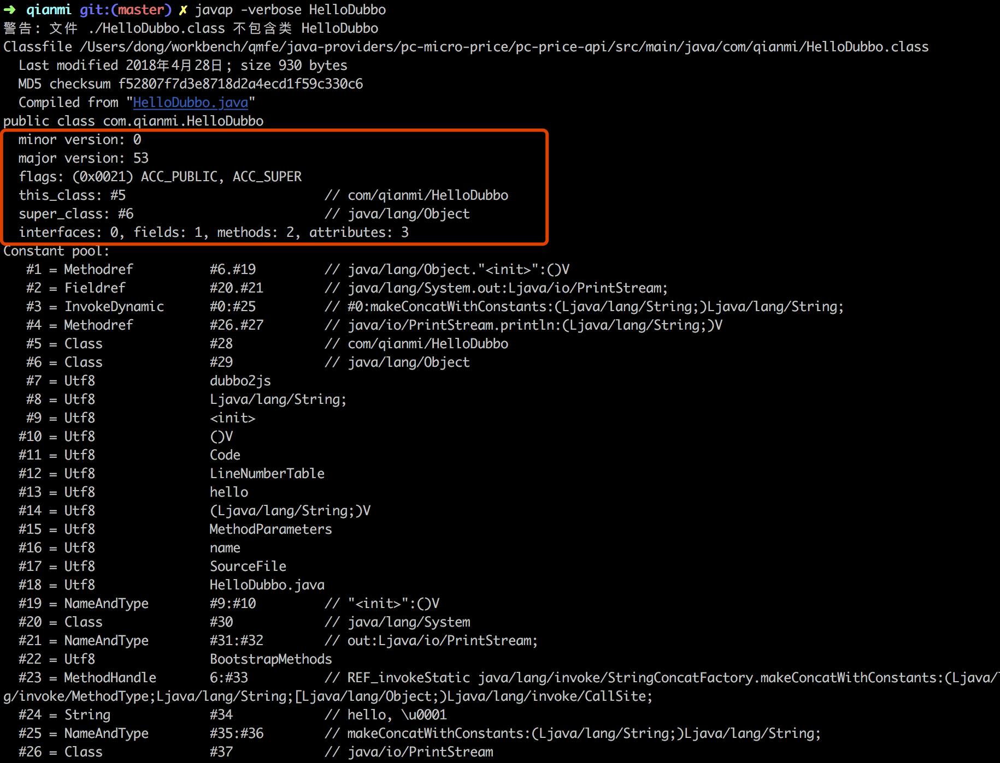 ➜ qianmi git:(master) ✗ javap -verbose HelloDubbo
警告: 文件 ./HelloDubbo.class 不包含类 HelloDubbo
Classfile /Users/dong/workbench/qmfe/java-providers/pc-micro-price/pc-price-api/src/main/java/com/qianmi/HelloDubbo.class
  Last modified 2018年4月28日; size 930 bytes
  MD5 checksum f52807f7d3e8718d2a4ecd1f59c330c6
  Compiled from "HelloDubbo.java"
public class com.qianmi.HelloDubbo
  minor version: 0
  major version: 53
  flags: (0x0021) ACC_PUBLIC, ACC_SUPER
  this_class: #5                          // com/qianmi/HelloDubbo
  super_class: #6                         // java/lang/Object
  interfaces: 0, fields: 1, methods: 2, attributes: 3
Constant pool:
   #1 = Methodref          #6.#19         // java/lang/Object."<init>":()V
   #2 = Fieldref           #20.#21        // java/lang/System.out:Ljava/io/PrintStream;
   #3 = InvokeDynamic      #0:#25         // #0:makeConcatWithConstants:(Ljava/lang/String;)Ljava/lang/String;
   #4 = Methodref          #26.#27        // java/io/PrintStream.println:(Ljava/lang/String;)V
   #5 = Class              #28            // com/qianmi/HelloDubbo
   #6 = Class              #29            // java/lang/Object
   #7 = Utf8               dubbo2js
   #8 = Utf8               Ljava/lang/String;
   #9 = Utf8               <init>
  #10 = Utf8               ()V
  #11 = Utf8               Code
  #12 = Utf8               LineNumberTable
  #13 = Utf8               hello
  #14 = Utf8               (Ljava/lang/String;)V
  #15 = Utf8               MethodParameters
  #16 = Utf8               name
  #17 = Utf8               SourceFile
  #18 = Utf8               HelloDubbo.java
  #19 = NameAndType        #9:#10         // "<init>":()V
  #20 = Class              #30            // java/lang/System
  #21 = NameAndType        #31:#32        // out:Ljava/io/PrintStream;
  #22 = Utf8               BootstrapMethods
  #23 = MethodHandle       6:#33          // REF_invokeStatic java/lang/invoke/StringConcatFactory.makeConcatWithConstants:(Ljava/
g/invoke/MethodType;Ljava/lang/String;[Ljava/lang/Object;)Ljava/lang/invoke/CallSite;
  #24 = String             #34            // hello, \u0001
  #25 = NameAndType        #35:#36        // makeConcatWithConstants:(Ljava/lang/String;)Ljava/lang/String;
  #26 = Class              #37            // java/io/PrintStream